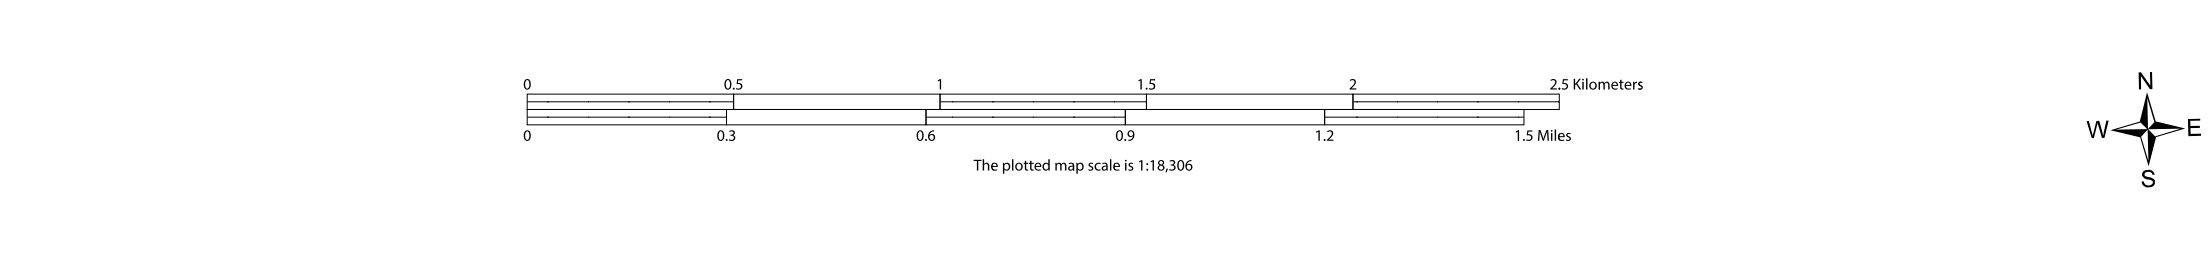 0 0.5 1 1.5 2 2.5 Kilometers
0 0.3 0.6 0.9 1.2 1.5 Miles
The plotted map scale is 1:18,306
N
W E
S